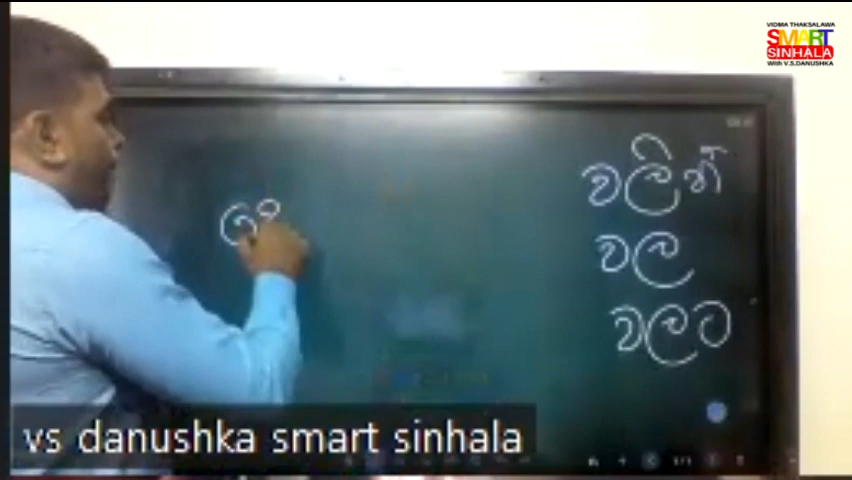 VIDMA THAKSALAWA
SMART
SINHALA
With V.S.DANUSHKA
වලින්
වල
වලට
vs danushka smart sinhala